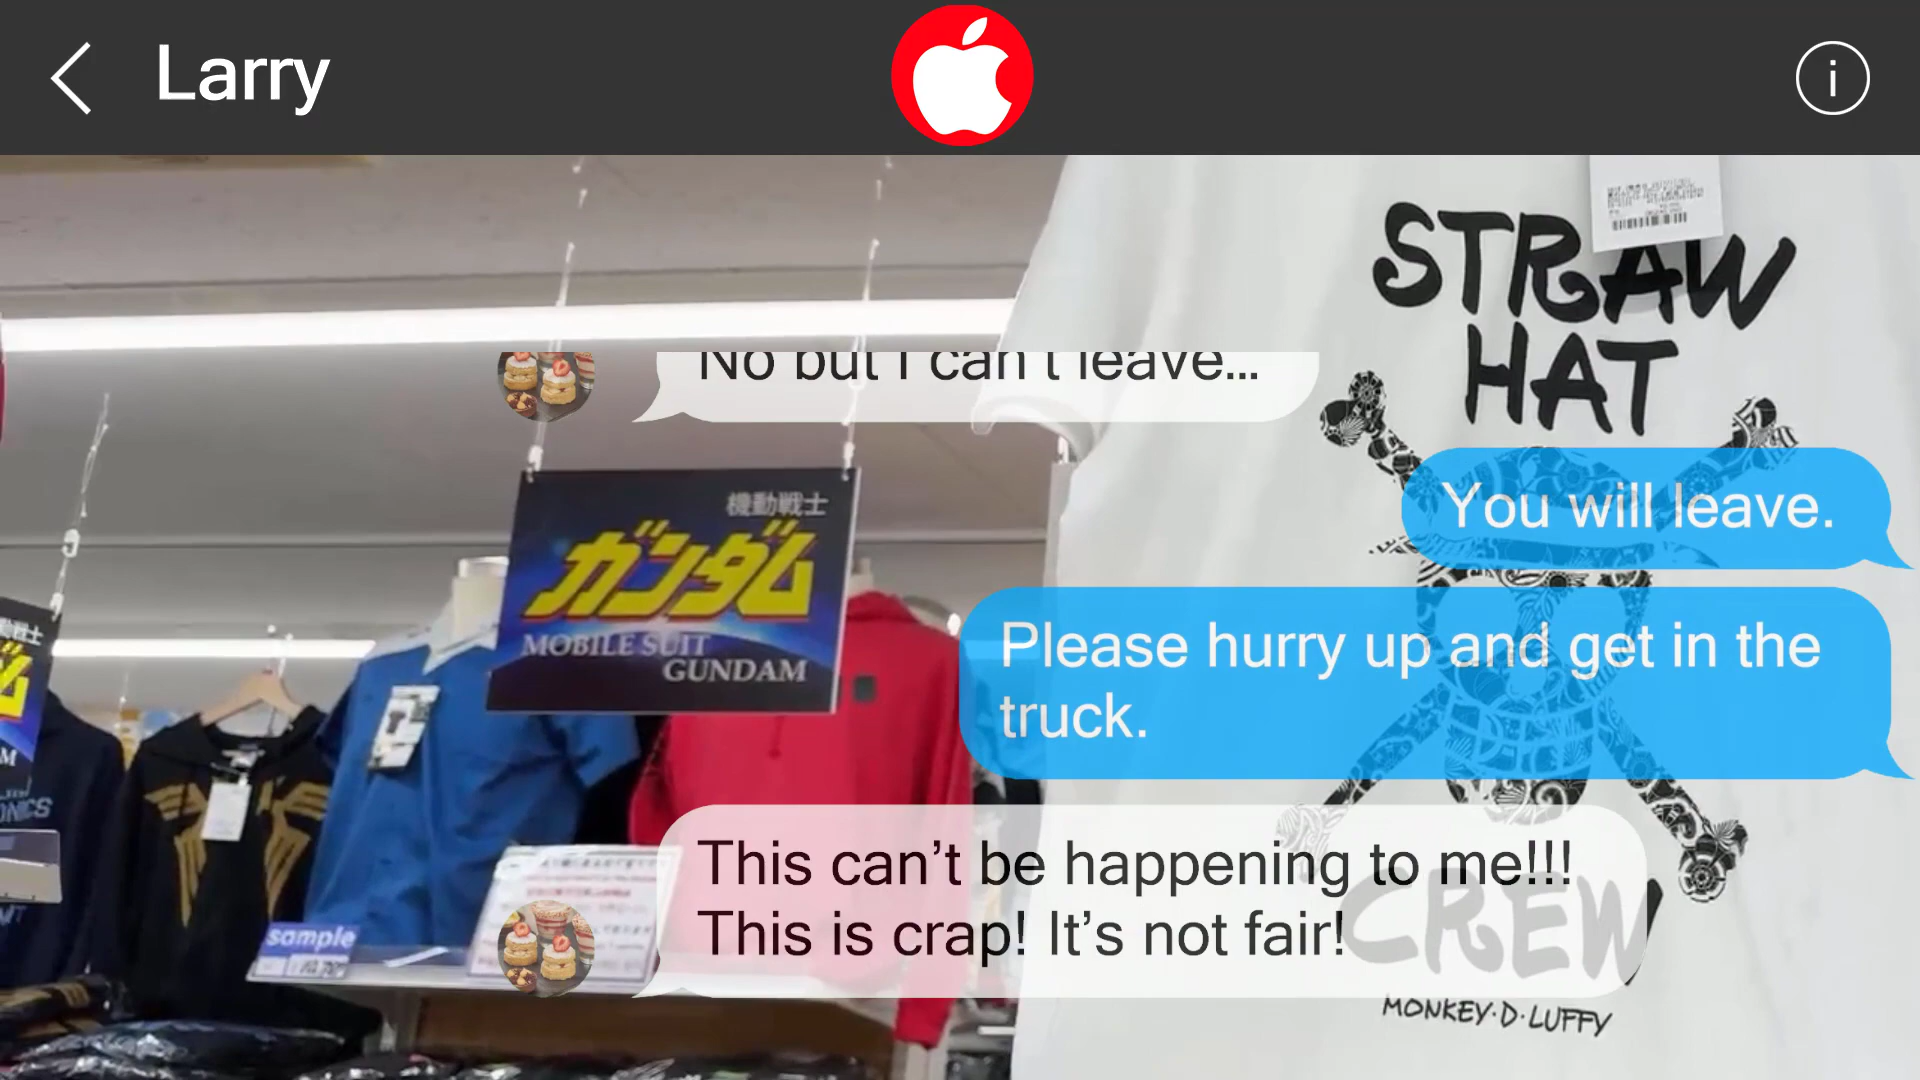 Larry
STRAW
HAT
No but I can't leave...
機動戦士
ガンダム
MOBILE SUIT
GUNDAM
You will leave.
Please hurry up and get in the
truck.
This can’t be happening to me!!!
This is crap! It’s not fair!
CREW
sample
MONKEY·D·LUFFY